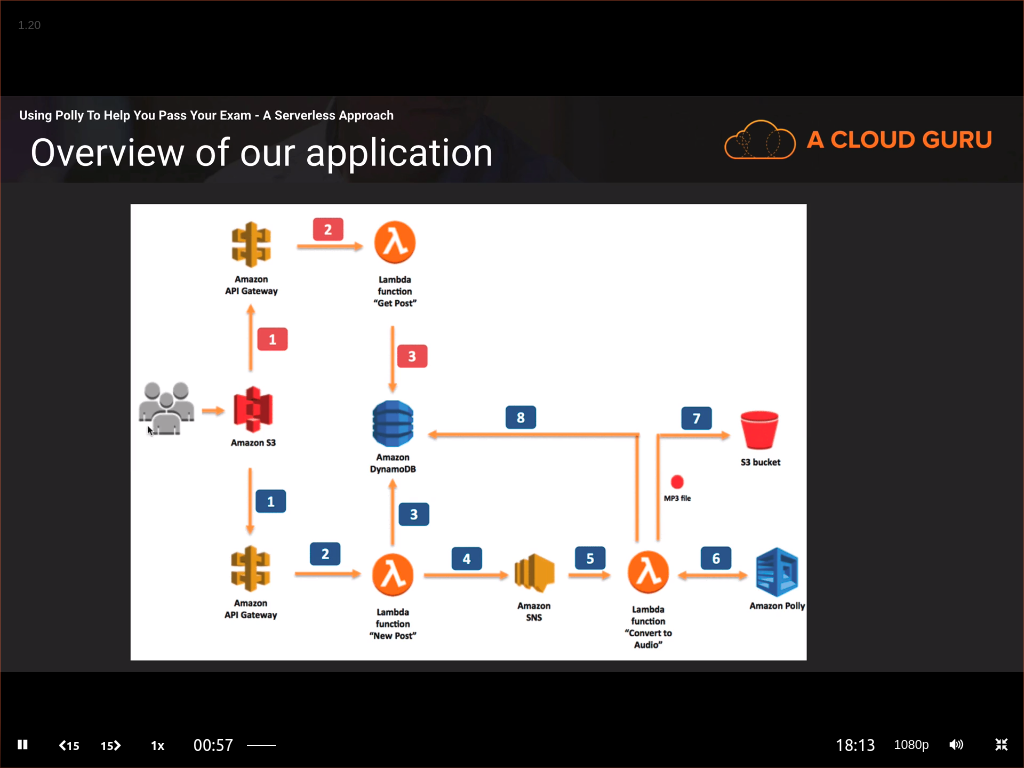 1.20
Using Polly To Help You Pass Your Exam - A Serverless Approach
Overview of our application
A CLOUD GURU
2
Amazon
API Gateway
Lambda
function
“Get Post”
1
3
Amazon S3
Amazon
DynamoDB
8
7
S3 bucket
MP3 file
1
3
2
4
5
6
Amazon
API Gateway
Lambda
function
“New Post”
Amazon
SNS
Lambda
function
“Convert to
Audio”
Amazon Polly
15
15
1x
00:57
18:13
1080p